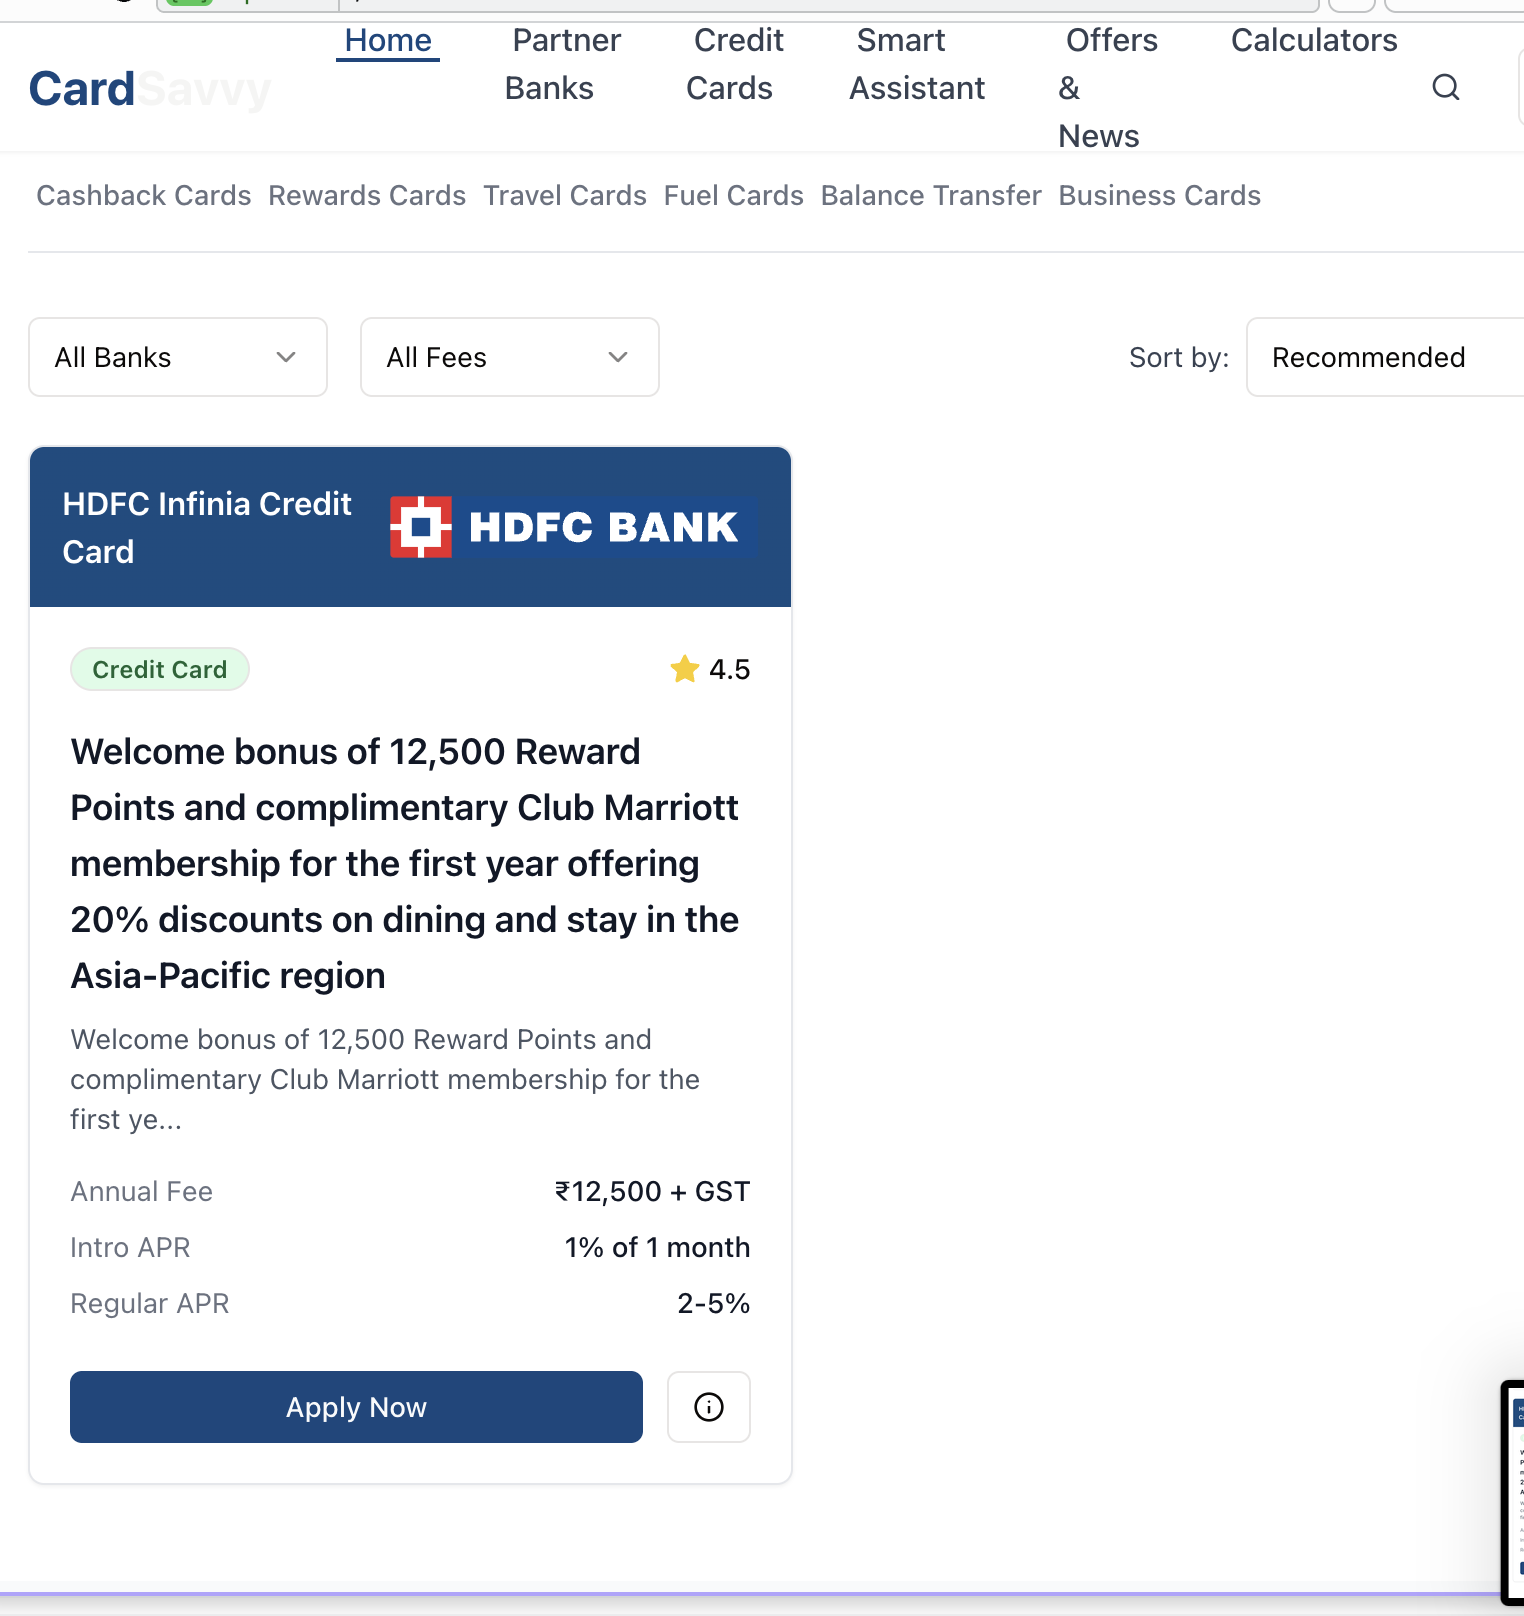 Home
Partner Banks
Credit Cards
Smart Assistant
Offers & News
Calculators
CardSavvy
Cashback Cards Rewards Cards Travel Cards Fuel Cards Balance Transfer Business Cards
All Banks
All Fees
Sort by: Recommended
HDFC Infinia Credit
Card
HDFC BANK
Credit Card
4.5
Welcome bonus of 12,500 Reward
Points and complimentary Club Marriott
membership for the first year offering
20% discounts on dining and stay in the
Asia-Pacific region
Welcome bonus of 12,500 Reward Points and
complimentary Club Marriott membership for the
first ye...
Annual Fee ₹12,500 + GST
Intro APR 1% of 1 month
Regular APR 2-5%
Apply Now